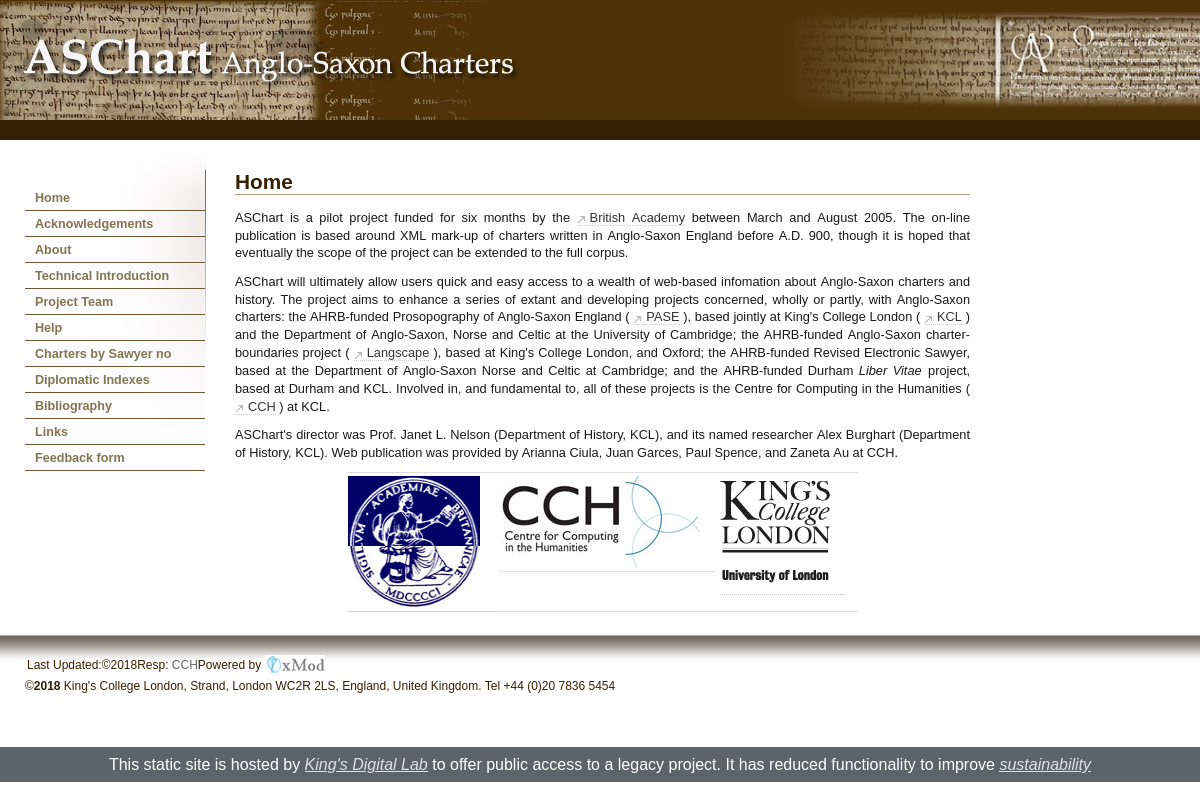 ASChart Anglo-Saxon Charters
Home
Acknowledgements
About
Technical Introduction
Project Team
Help
Charters by Sawyer no
Diplomatic Indexes
Bibliography
Links
Feedback form
Home
ASChart is a pilot project funded for six months by the British Academy between March and August 2005. The on-line
publication is based around XML mark-up of charters written in Anglo-Saxon England before A.D. 900, though it is hoped that
eventually the scope of the project can be extended to the full corpus.
ASChart will ultimately allow users quick and easy access to a wealth of web-based infomation about Anglo-Saxon charters and
history. The project aims to enhance a series of extant and developing projects concerned, wholly or partly, with Anglo-Saxon
charters: the AHRB-funded Prosopography of Anglo-Saxon England ( PASE ), based jointly at King's College London ( KCL )
and the Department of Anglo-Saxon, Norse and Celtic at the University of Cambridge; the AHRB-funded Anglo-Saxon charter-
boundaries project ( Langscape ), based at King's College London, and Oxford; the AHRB-funded Revised Electronic Sawyer,
based at the Department of Anglo-Saxon Norse and Celtic at Cambridge; and the AHRB-funded Durham Liber Vitae project,
based at Durham and KCL. Involved in, and fundamental to, all of these projects is the Centre for Computing in the Humanities (
CCH ) at KCL.
ASChart's director was Prof. Janet L. Nelson (Department of History, KCL), and its named researcher Alex Burghart (Department
of History, KCL). Web publication was provided by Arianna Ciula, Juan Garces, Paul Spence, and Zaneta Au at CCH.
SIGILLVM ACADEMIAE BRITANNICAE MDCCCCI
CCH
Centre for Computing
in the Humanities
KING'S
College
LONDON
University of London
Last Updated:©2018Resp: CCHPowered by xMod
©2018 King's College London, Strand, London WC2R 2LS, England, United Kingdom. Tel +44 (0)20 7836 5454
This static site is hosted by King's Digital Lab to offer public access to a legacy project. It has reduced functionality to improve sustainability